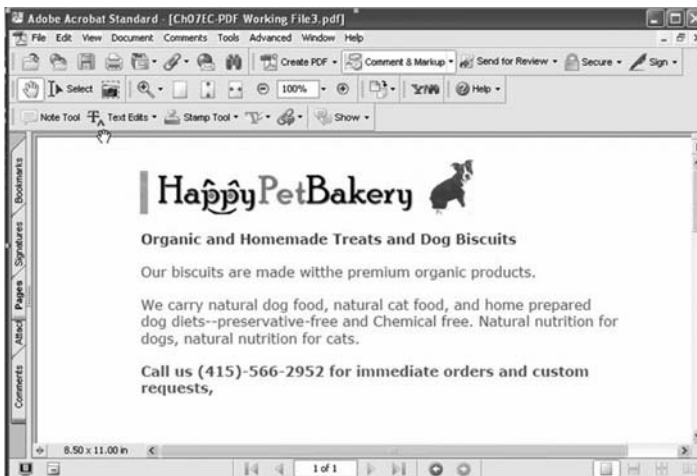 Adobe Acrobat Standard - [Ch07EC-PDF Working File3.pdf]
File Edit View Document Comments Tools Advanced Window Help
Create PDF Comment & Markup Send for Review Secure Sign
Select 100% Help
Note Tool Text Edits Stamp Tool Show
Bookmarks
Signatures
Pages
Attac
Comments
HappyPetBakery
Organic and Homemade Treats and Dog Biscuits
Our biscuits are made witthe premium organic products.
We carry natural dog food, natural cat food, and home prepared
dog diets--preservative-free and Chemical free. Natural nutrition for
dogs, natural nutrition for cats.
Call us (415)-566-2952 for immediate orders and custom
requests,
8.50 x 11.00 in
1 of 1